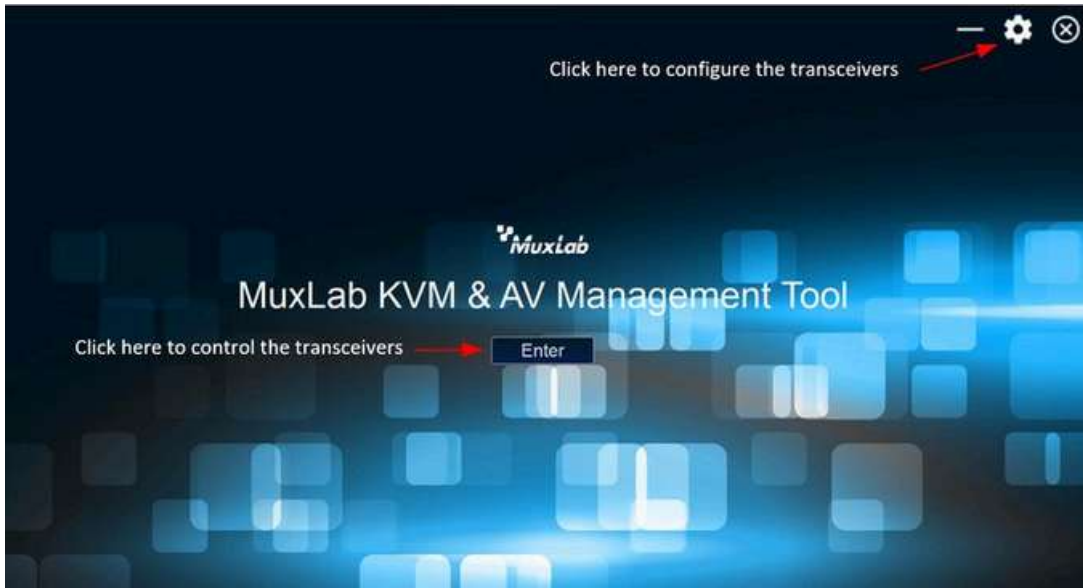 Click here to configure the transceivers
MuxLab
MuxLab KVM & AV Management Tool
Click here to control the transceivers
Enter